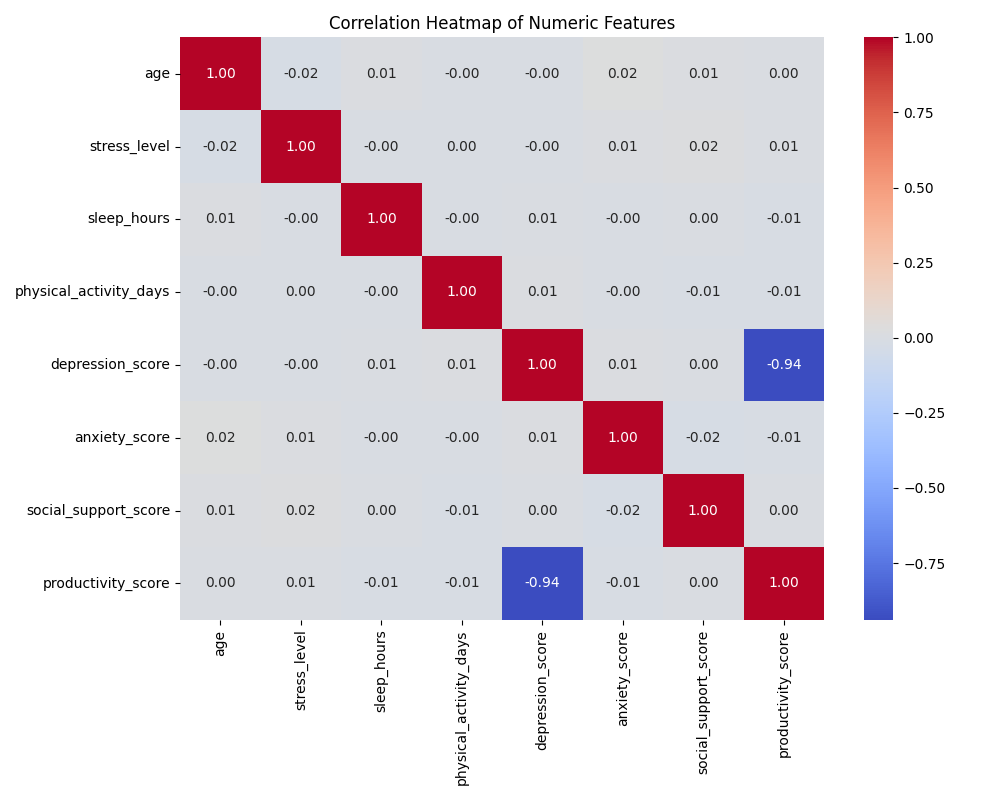 Correlation Heatmap of Numeric Features
age 1.00 -0.02 0.01 -0.00 -0.00 0.02 0.01 0.00
stress_level -0.02 1.00 -0.00 0.00 -0.00 0.01 0.02 0.01
sleep_hours 0.01 -0.00 1.00 -0.00 0.01 -0.00 0.00 -0.01
physical_activity_days -0.00 0.00 -0.00 1.00 0.01 -0.00 -0.01 -0.01
depression_score -0.00 -0.00 0.01 0.01 1.00 0.01 0.00 -0.94
anxiety_score 0.02 0.01 -0.00 -0.00 0.01 1.00 -0.02 -0.01
social_support_score 0.01 0.02 0.00 -0.01 0.00 -0.02 1.00 0.00
productivity_score 0.00 0.01 -0.01 -0.01 -0.94 -0.01 0.00 1.00
age
stress_level
sleep_hours
physical_activity_days
depression_score
anxiety_score
social_support_score
productivity_score
1.00
0.75
0.50
0.25
0.00
−0.25
−0.50
−0.75